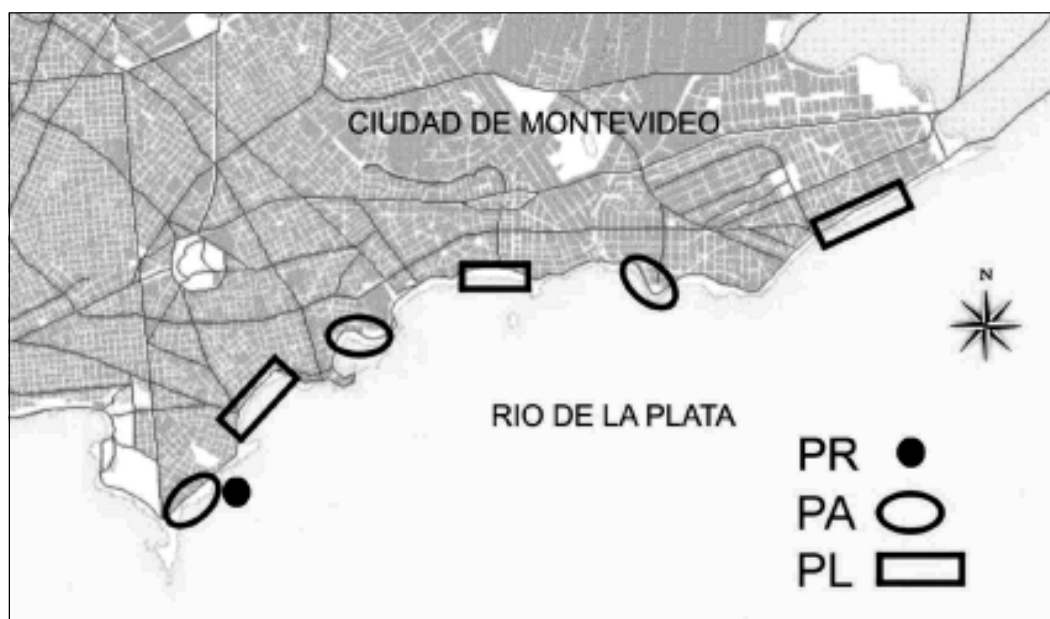 CIUDAD DE MONTEVIDEO
N
RIO DE LA PLATA
PR
PA
PL